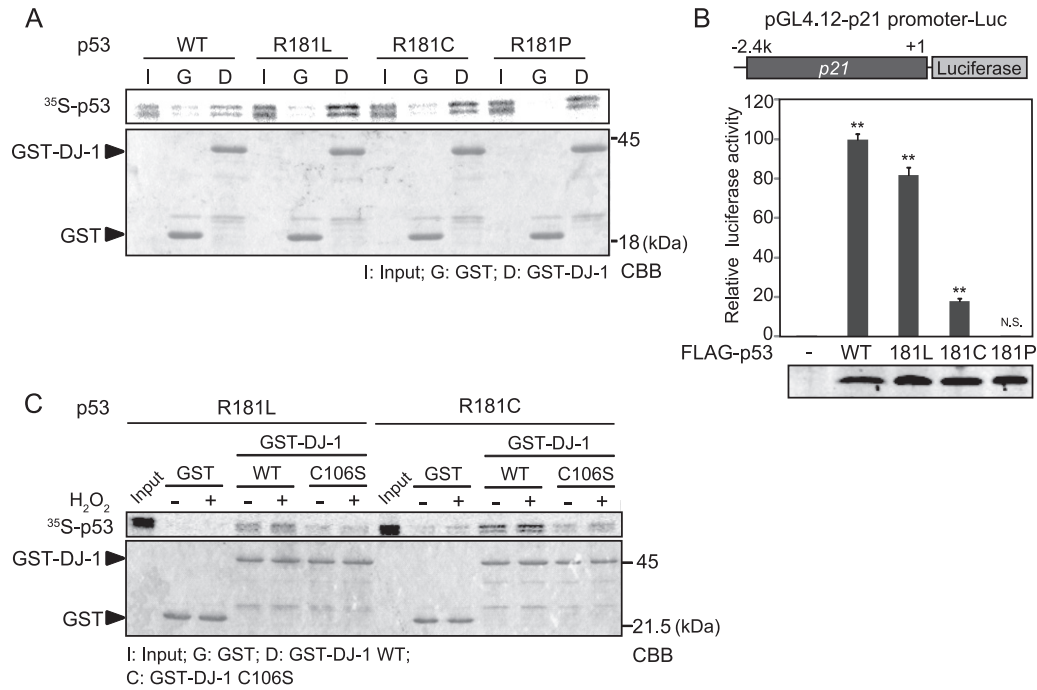 A
p53 WT R181L R181C R181P
I G D I G D I G D I G D
35S-p53
GST-DJ-1
45
GST
18 (kDa)
I: Input; G: GST; D: GST-DJ-1 CBB
B
pGL4.12-p21 promoter-Luc
-2.4k +1
p21 Luciferase
Relative luciferase activity
120
100
80
60
40
20
0
** ** ** N.S.
FLAG-p53 - WT 181L 181C 181P
C
p53 R181L R181C
GST-DJ-1 GST-DJ-1
Input GST WT C106S Input GST WT C106S
H2O2 - + - + - + - + - + - +
35S-p53
GST-DJ-1
45
GST
21.5 (kDa)
I: Input; G: GST; D: GST-DJ-1 WT; CBB
C: GST-DJ-1 C106S